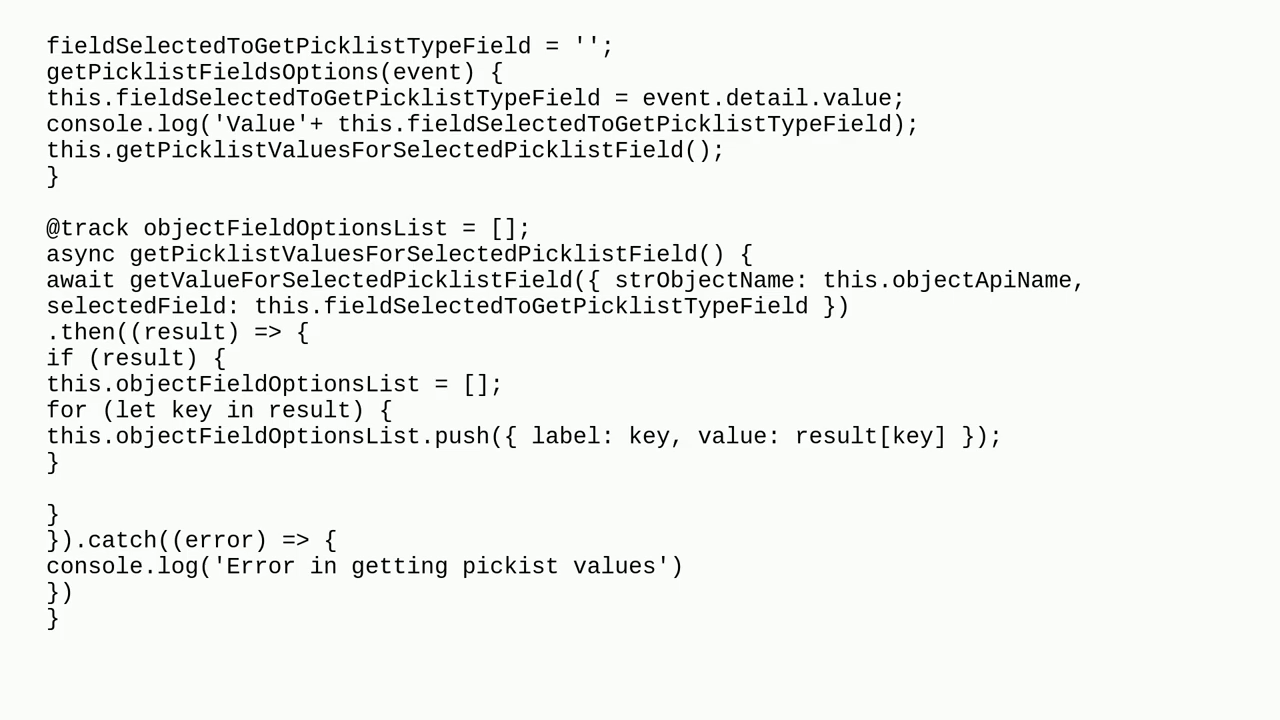 fieldSelectedToGetPicklistTypeField = '';
getPicklistFieldsOptions(event) {
this.fieldSelectedToGetPicklistTypeField = event.detail.value;
console.log('Value'+ this.fieldSelectedToGetPicklistTypeField);
this.getPicklistValuesForSelectedPicklistField();
}
@track objectFieldOptionsList = [];
async getPicklistValuesForSelectedPicklistField() {
await getValueForSelectedPicklistField({ strObjectName: this.objectApiName,
selectedField: this.fieldSelectedToGetPicklistTypeField })
.then((result) => {
if (result) {
this.objectFieldOptionsList = [];
for (let key in result) {
this.objectFieldOptionsList.push({ label: key, value: result[key] });
}
}
}).catch((error) => {
console.log('Error in getting pickist values')
})
}